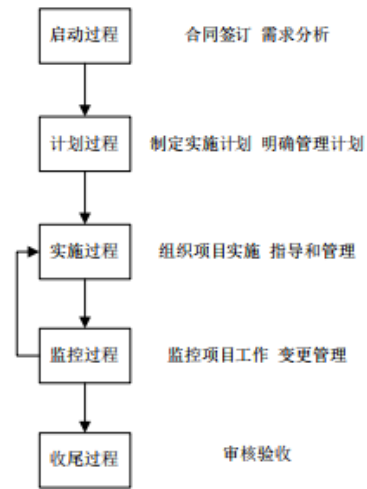 启动过程 合同签订 需求分析
计划过程 制定实施计划 明确管理计划
实施过程 组织项目实施 指导和管理
监控过程 监控项目工作 变更管理
收尾过程 审核验收